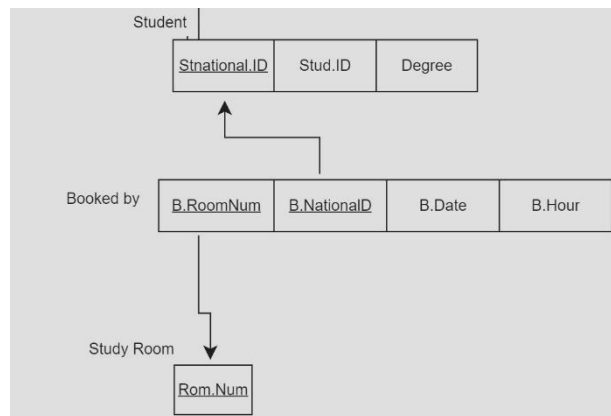 Student
Stnational.ID Stud.ID Degree
Booked by B.RoomNum B.NationalD B.Date B.Hour
Study Room
Rom.Num